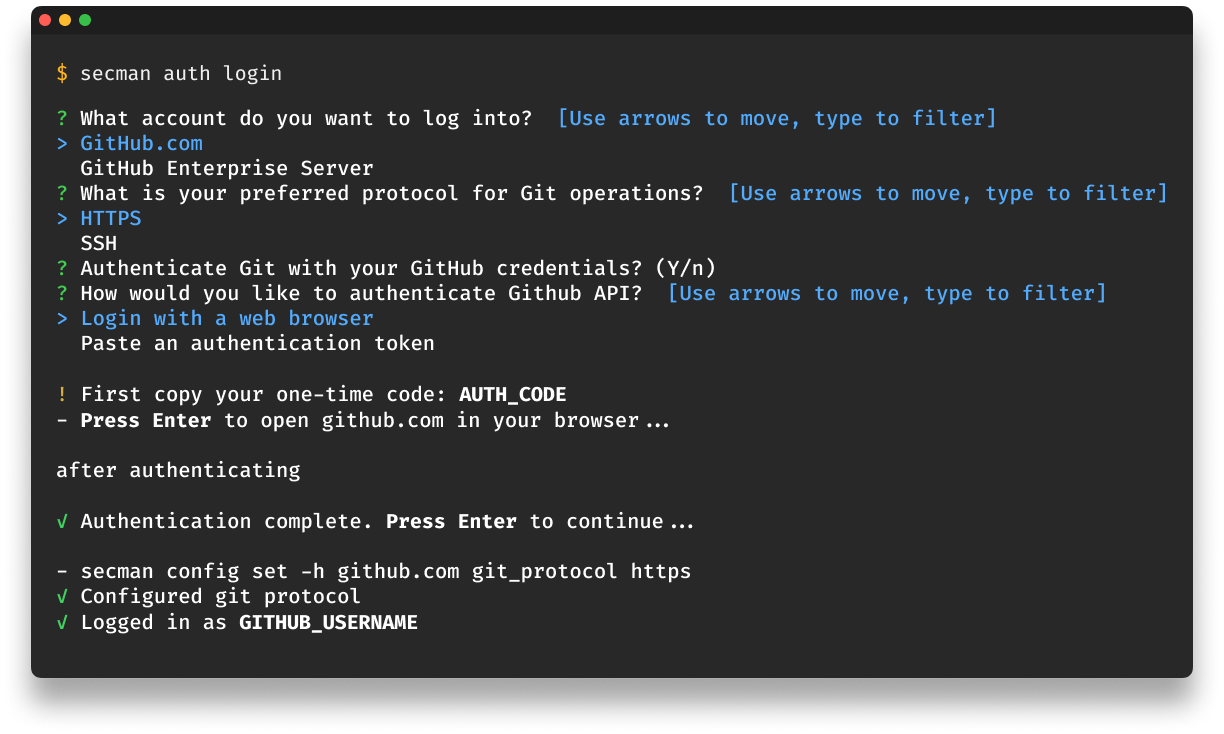 $ secman auth login
? What account do you want to log into?  [Use arrows to move, type to filter]
> GitHub.com
  GitHub Enterprise Server
? What is your preferred protocol for Git operations?  [Use arrows to move, type to filter]
> HTTPS
  SSH
? Authenticate Git with your GitHub credentials? (Y/n)
? How would you like to authenticate Github API?  [Use arrows to move, type to filter]
> Login with a web browser
  Paste an authentication token
! First copy your one-time code: AUTH_CODE
- Press Enter to open github.com in your browser...
after authenticating
√ Authentication complete. Press Enter to continue...
- secman config set -h github.com git_protocol https
√ Configured git protocol
√ Logged in as GITHUB_USERNAME